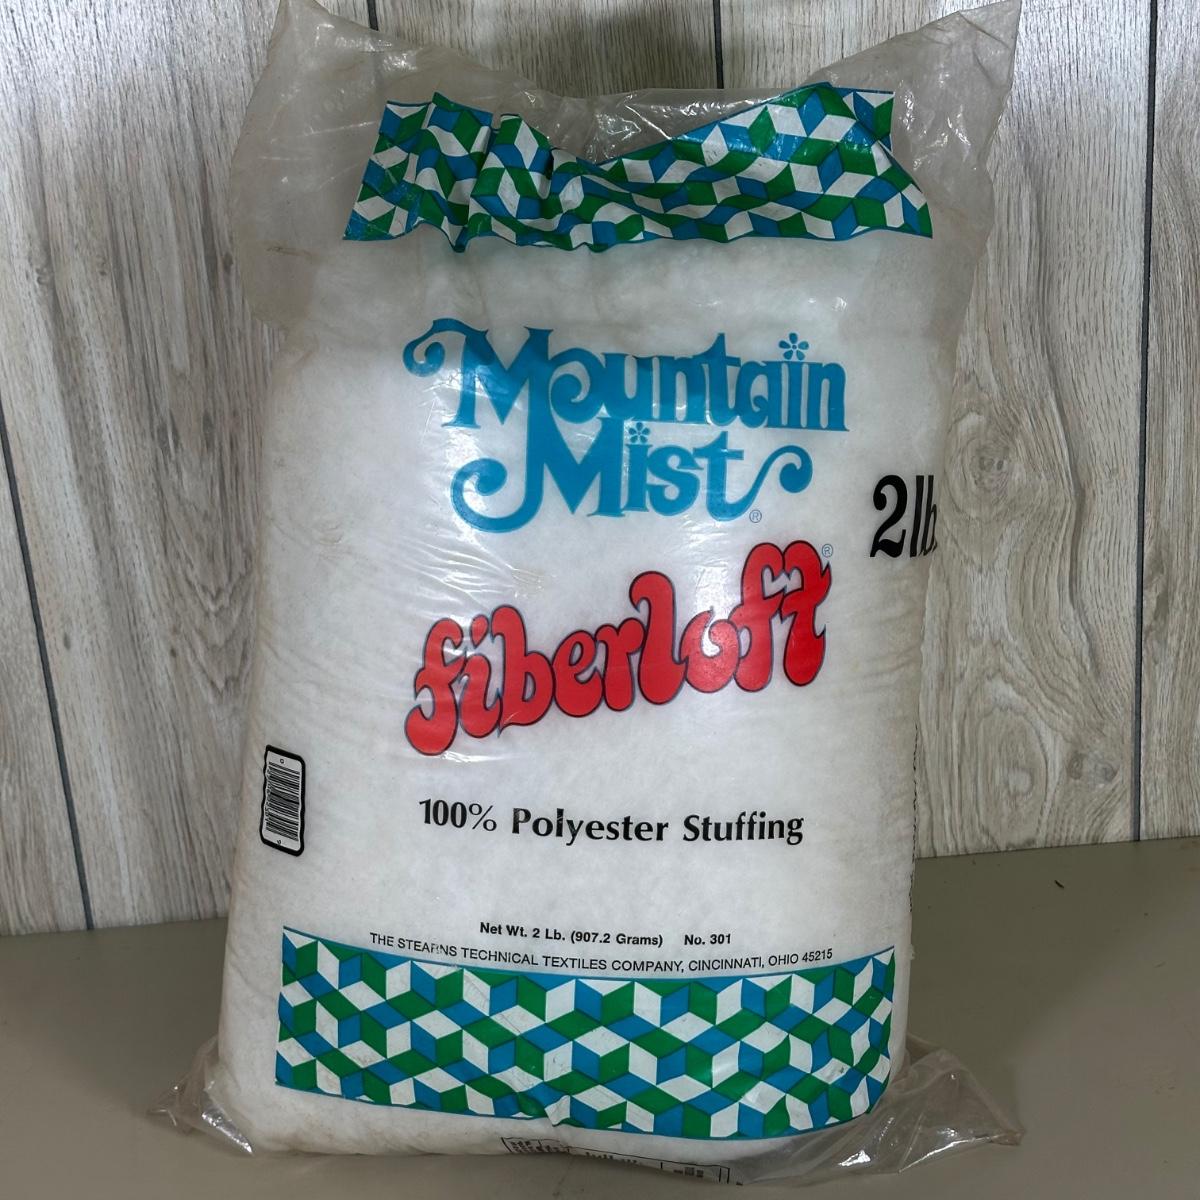 Mountain
Mist®
2lb.
fiberloft®
100% Polyester Stuffing
Net Wt. 2 Lb. (907.2 Grams) No. 301
THE STEARNS TECHNICAL TEXTILES COMPANY, CINCINNATI, OHIO 45215